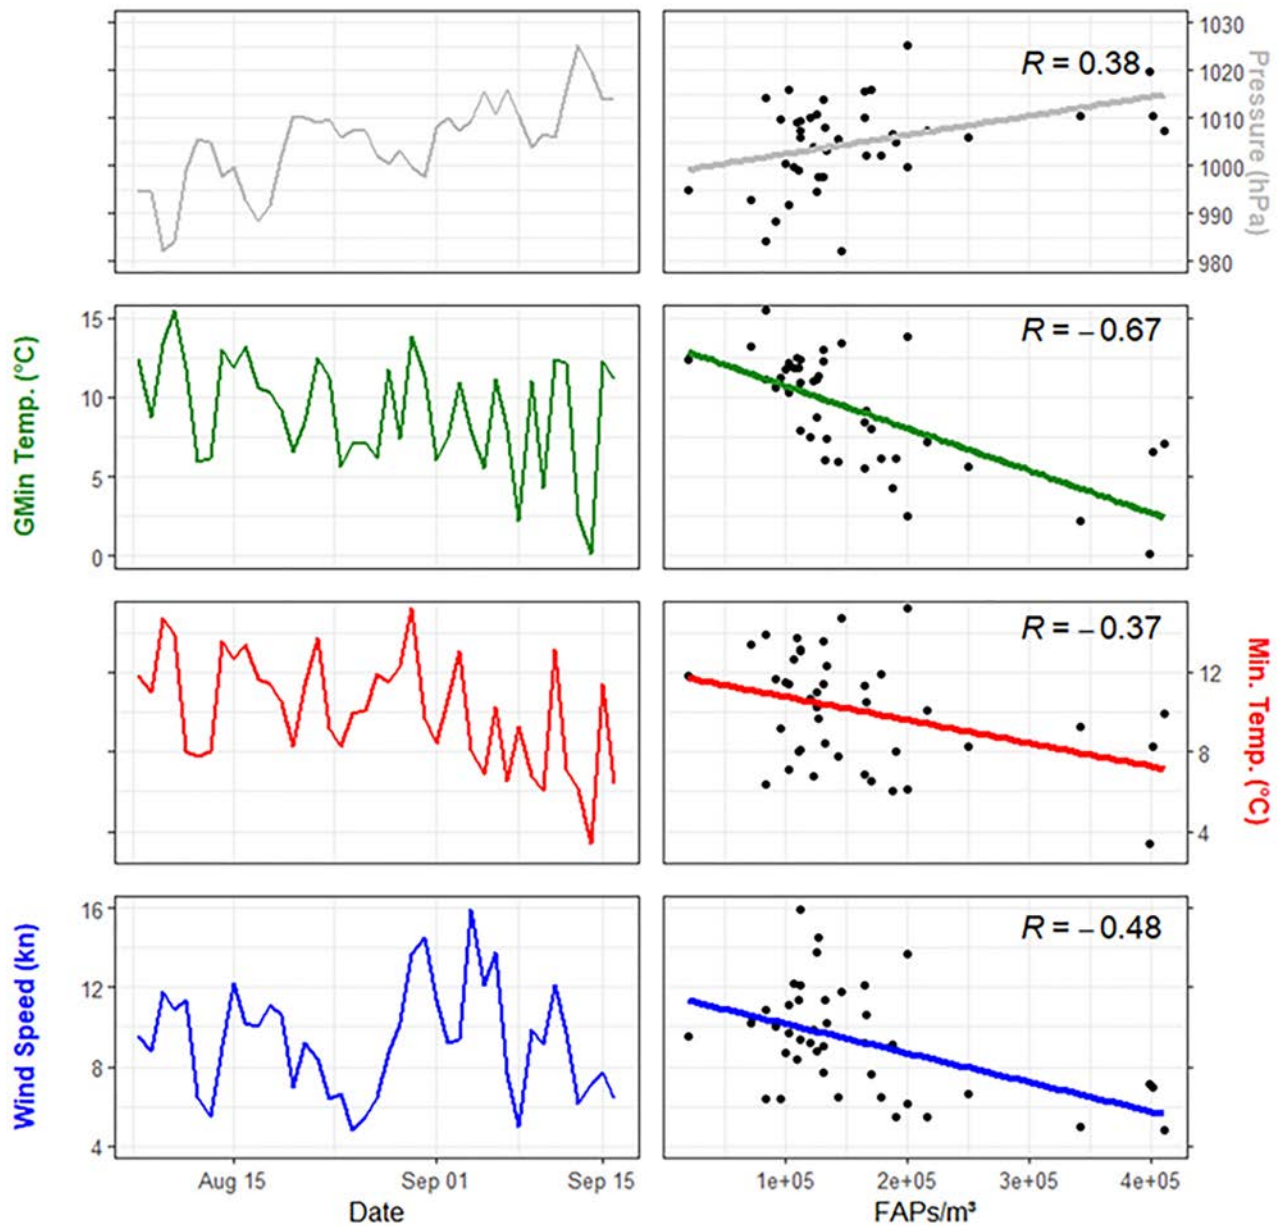 R = 0.38
1030
1020
1010
1000
990
980
Pressure (hPa)
GMin Temp. (°C)
15
10
5
0
R = −0.67
R = −0.37
12
8
4
Min. Temp. (°C)
Wind Speed (kn)
16
12
8
4
R = −0.48
Aug 15
Sep 01
Sep 15
1e+05
2e+05
3e+05
4e+05
Date
FAPs/m³